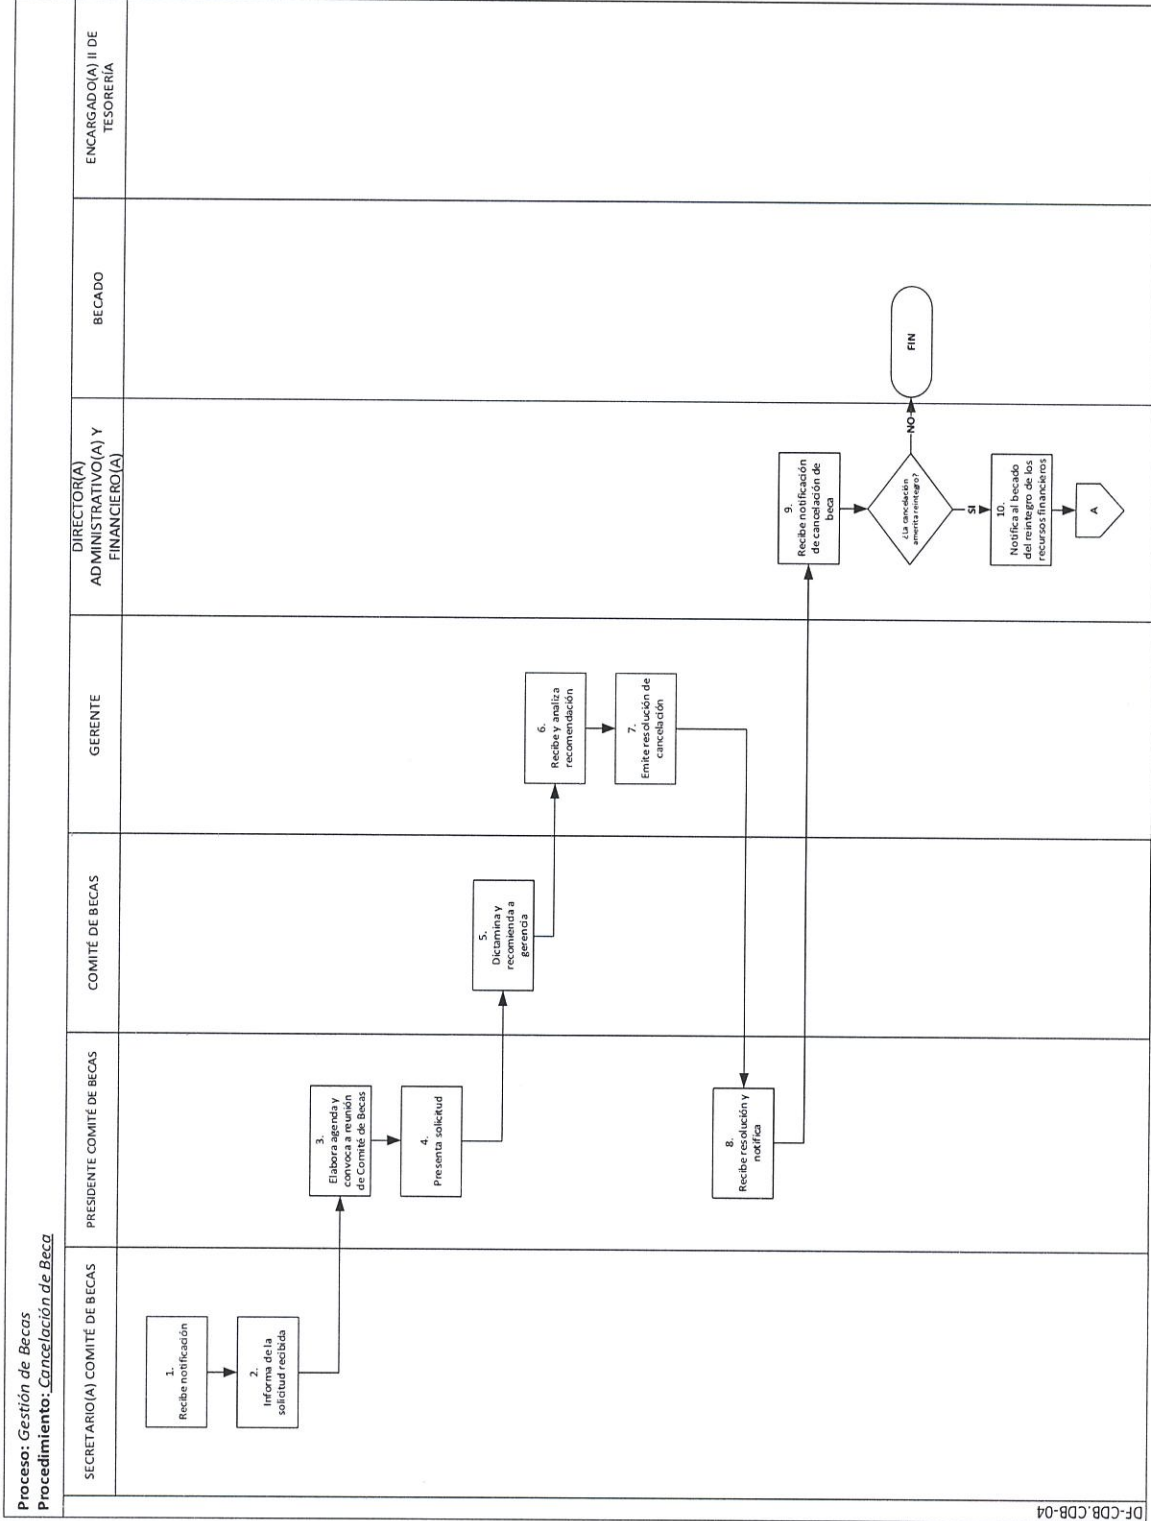 Proceso: Gestión de Becas
Procedimiento: Cancelación de Beca
SECRETARIO(A) COMITÉ DE BECAS
PRESIDENTE COMITÉ DE BECAS
COMITÉ DE BECAS
GERENTE
DIRECTOR(A)
ADMINISTRATIVO(A) Y
FINANCIERO(A)
BECADO
ENCARGADO(A) II DE
TESORERÍA
1.
Recibe notificación
2.
Informa de la
solicitud recibida
3.
Elabora agenda y
convoca a reunión
de Comité de Becas
4.
Presenta solicitud
5.
Dictamina y
recomienda a
gerencia
6.
Recibe y analiza
recomendación
7.
Emite resolución de
cancelación
8.
Recibe resolución y
notifica
9.
Recibe notificación
de cancelación de
beca
¿La cancelación
amerita reintegro?
NO
FIN
SI
10.
Notifica al becado
del reintegro de los
recursos financieros
A
DF-CDB.CDB-04